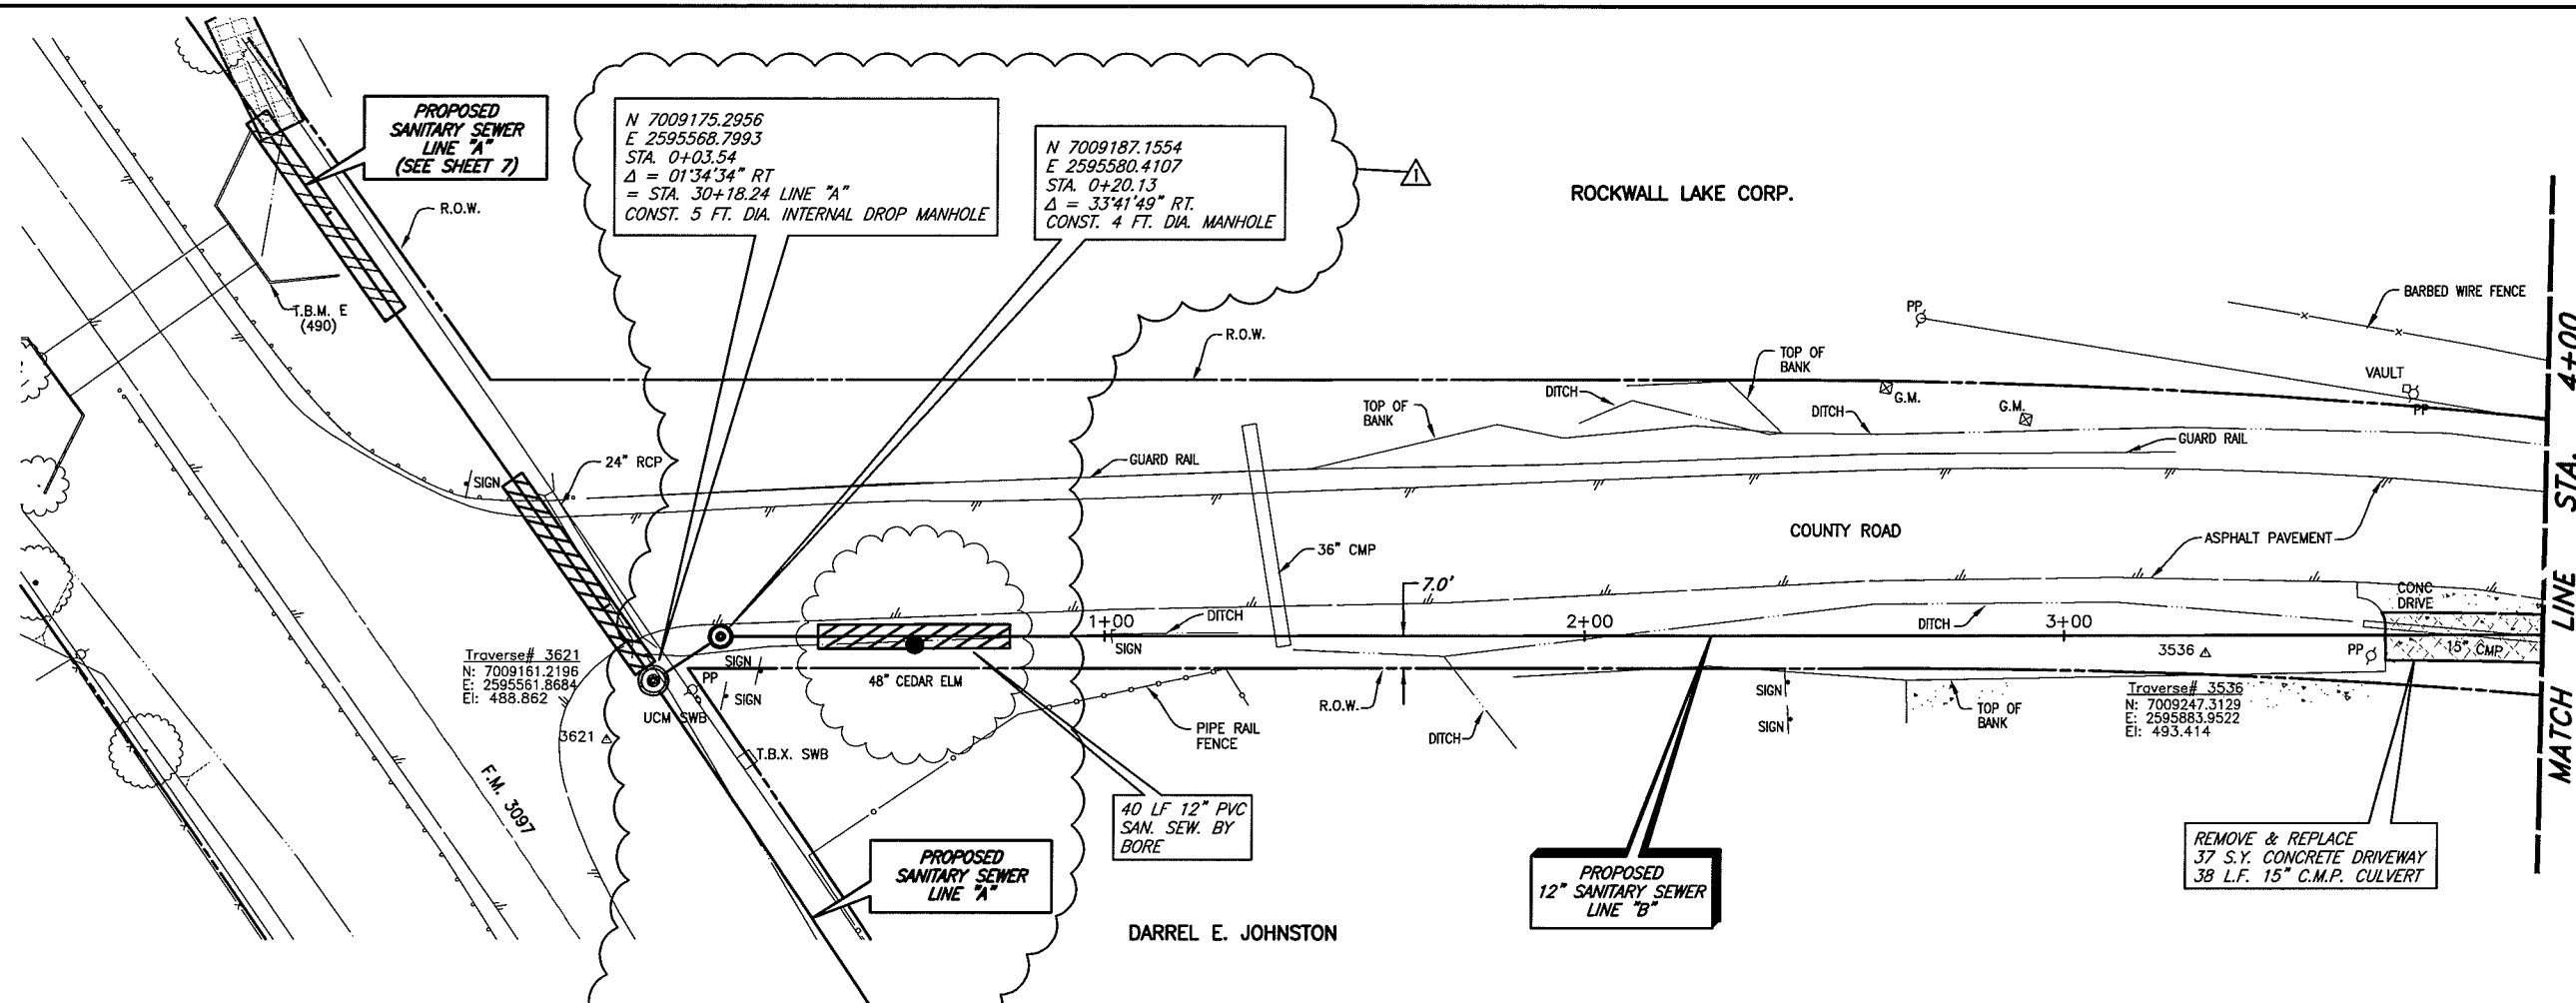 PROPOSED
SANITARY SEWER
LINE "A"
(SEE SHEET 7)
R.O.W.
T.B.M. E
(490)
N 7009175.2956
E 2595568.7993
STA. 0+03.54
Δ = 01°34'34" RT
= STA. 30+18.24 LINE "A"
CONST. 5 FT. DIA. INTERNAL DROP MANHOLE
N 7009187.1554
E 2595580.4107
STA. 0+20.13
Δ = 33°41'49" RT.
CONST. 4 FT. DIA. MANHOLE
1
ROCKWALL LAKE CORP.
R.O.W.
PP
BARBED WIRE FENCE
VAULT
PP
TOP OF
BANK
DITCH
G.M.
G.M.
TOP OF
BANK
DITCH
GUARD RAIL
GUARD RAIL
SIGN
24" RCP
36" CMP
COUNTY ROAD
ASPHALT PAVEMENT
7.0'
CONC
DRIVE
1+00
DITCH
2+00
DITCH
3+00
SIGN
SIGN
3536
PP
15" CMP
Traverse# 3621
N: 7009161.2196
E: 2595561.8684
El: 488.862
PP
SIGN
48" CEDAR ELM
UCM SWB
3621
T.B.X. SWB
PIPE RAIL
FENCE
R.O.W.
DITCH
SIGN
SIGN
TOP OF
BANK
Traverse# 3536
N: 7009247.3129
E: 2595883.9522
El: 493.414
F.M. 3097
40 LF 12" PVC
SAN. SEW. BY
BORE
PROPOSED
SANITARY SEWER
LINE "A"
PROPOSED
12" SANITARY SEWER
LINE "B"
REMOVE & REPLACE
37 S.Y. CONCRETE DRIVEWAY
38 L.F. 15" C.M.P. CULVERT
DARREL E. JOHNSTON
MATCH LINE STA. 4+00